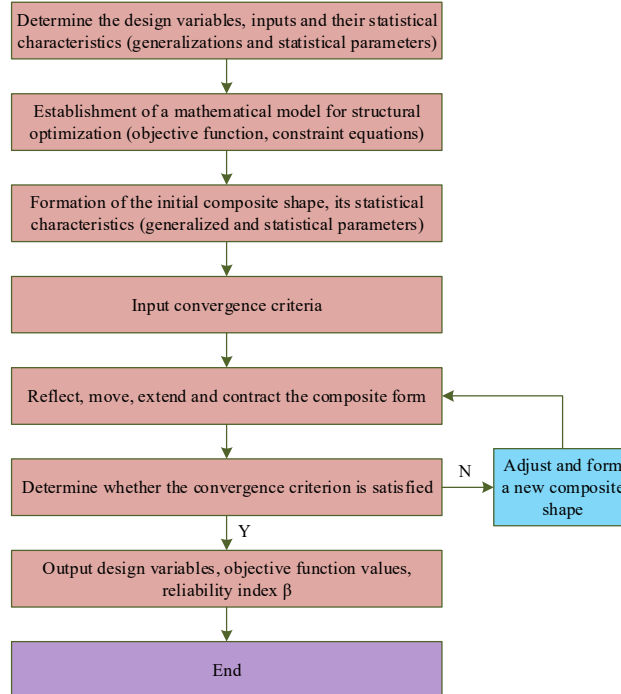 Determine the design variables, inputs and their statistical
characteristics (generalizations and statistical parameters)
Establishment of a mathematical model for structural
optimization (objective function, constraint equations)
Formation of the initial composite shape, its statistical
characteristics (generalized and statistical parameters)
Input convergence criteria
Reflect, move, extend and contract the composite form
Determine whether the convergence criterion is satisfied
N
Adjust and form
a new composite
shape
Y
Output design variables, objective function values,
reliability index β
End